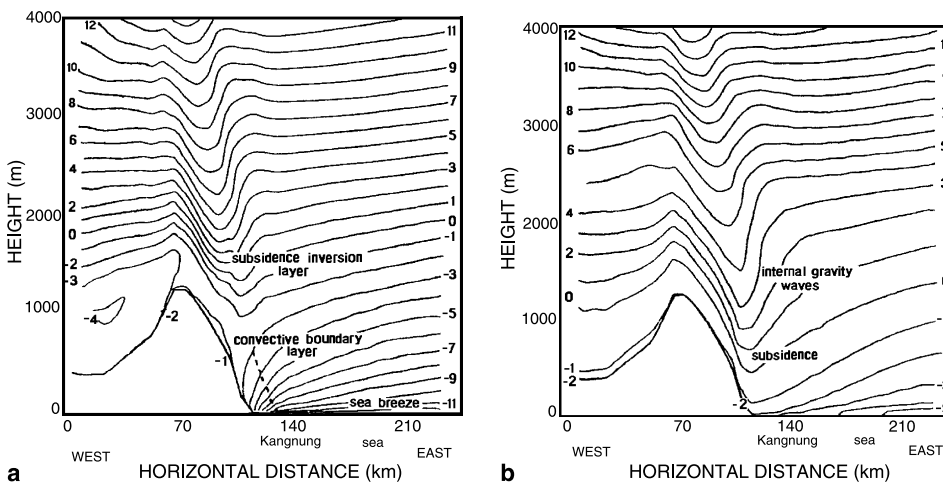 4000
12
11
10
9
3000
8
7
6
5
4
3
HEIGHT (m)
2000
2
1
0
0
-1
subsidence inversion
layer
-2
-3
-3
1000
-4
-5
-2
convective boundary
layer
-7
-1
-9
sea breeze
0
-11
0
70
140
210
Kangnung
sea
WEST
EAST
a
HORIZONTAL DISTANCE (km)
b
4000
12
10
8
3000
6
HEIGHT (m)
4
2000
2
internal gravity
waves
0
1000
subsidence
-1
-2
-2
0
0
70
140
210
Kangnung
sea
WEST
EAST
HORIZONTAL DISTANCE (km)